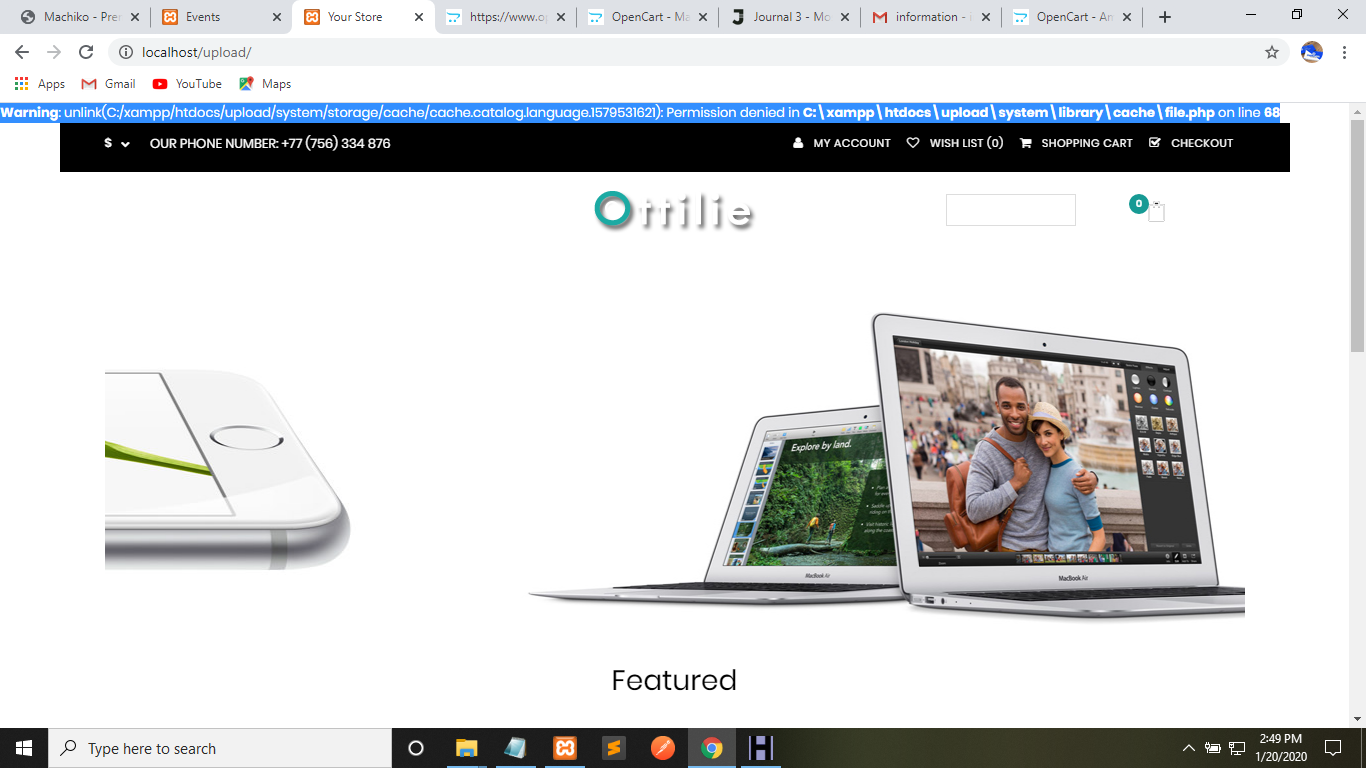 Machiko - Prer
Events
Your Store
https://www.op
OpenCart - Ma
Journal 3 - Mo
information - 
OpenCart - An
localhost/upload/
Apps
Gmail
YouTube
Maps
Warning: unlink(C:/xampp/htdocs/upload/system/storage/cache/cache.catalog.language.1579531621): Permission denied in C:\xampp\htdocs\upload\system\library\cache\file.php on line 68
$ OUR PHONE NUMBER: +77 (756) 334 876 MY ACCOUNT WISH LIST (0) SHOPPING CART CHECKOUT
Ottilie
0
Explore by land.
MacBook Air
MacBook Air
Featured
Type here to search
2:49 PM
1/20/2020